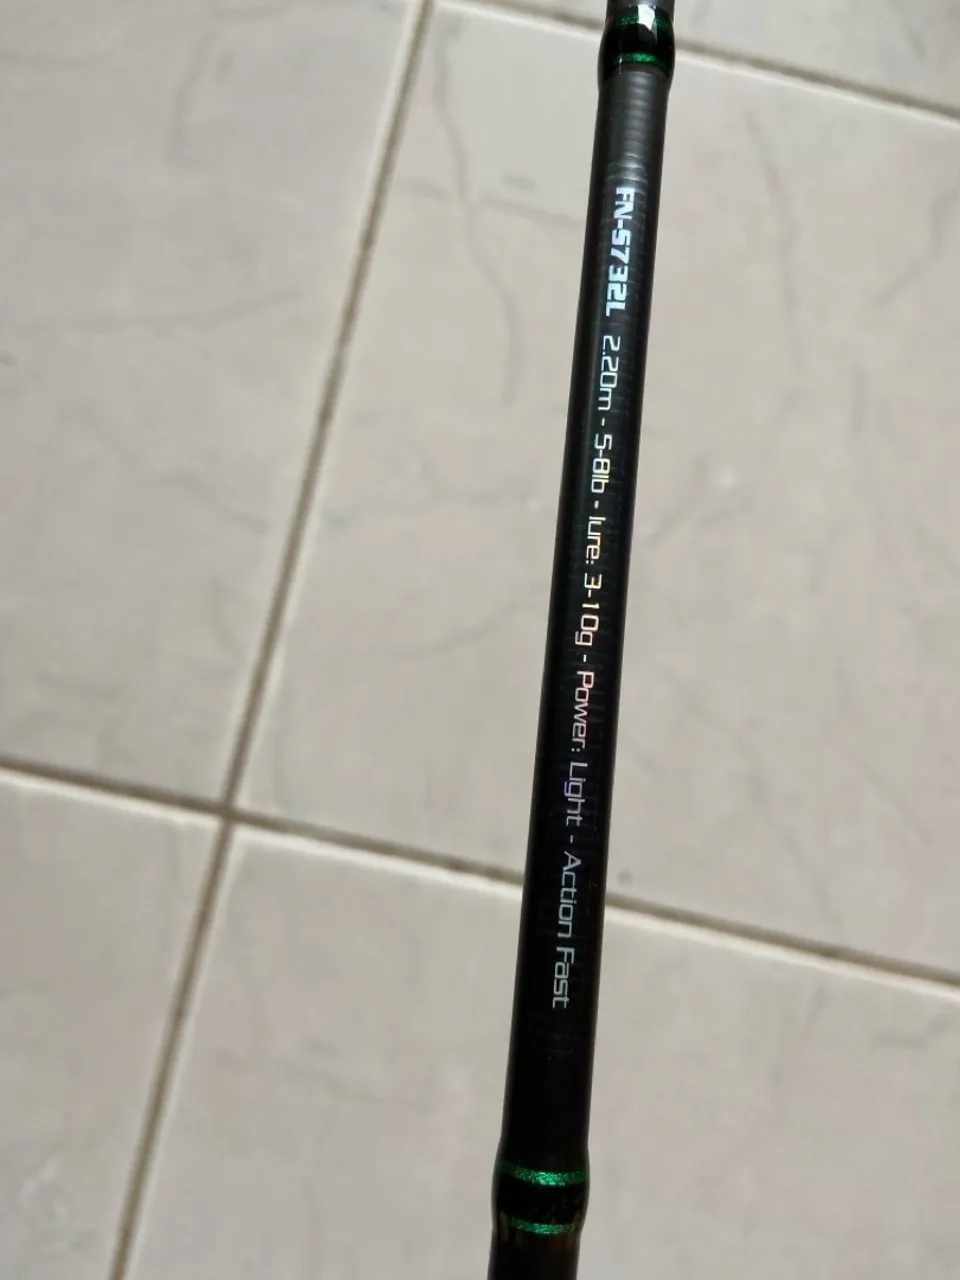 FN-S732L 2.20m - 5-8lb - lure: 3-10g - Power: Light - Action Fast